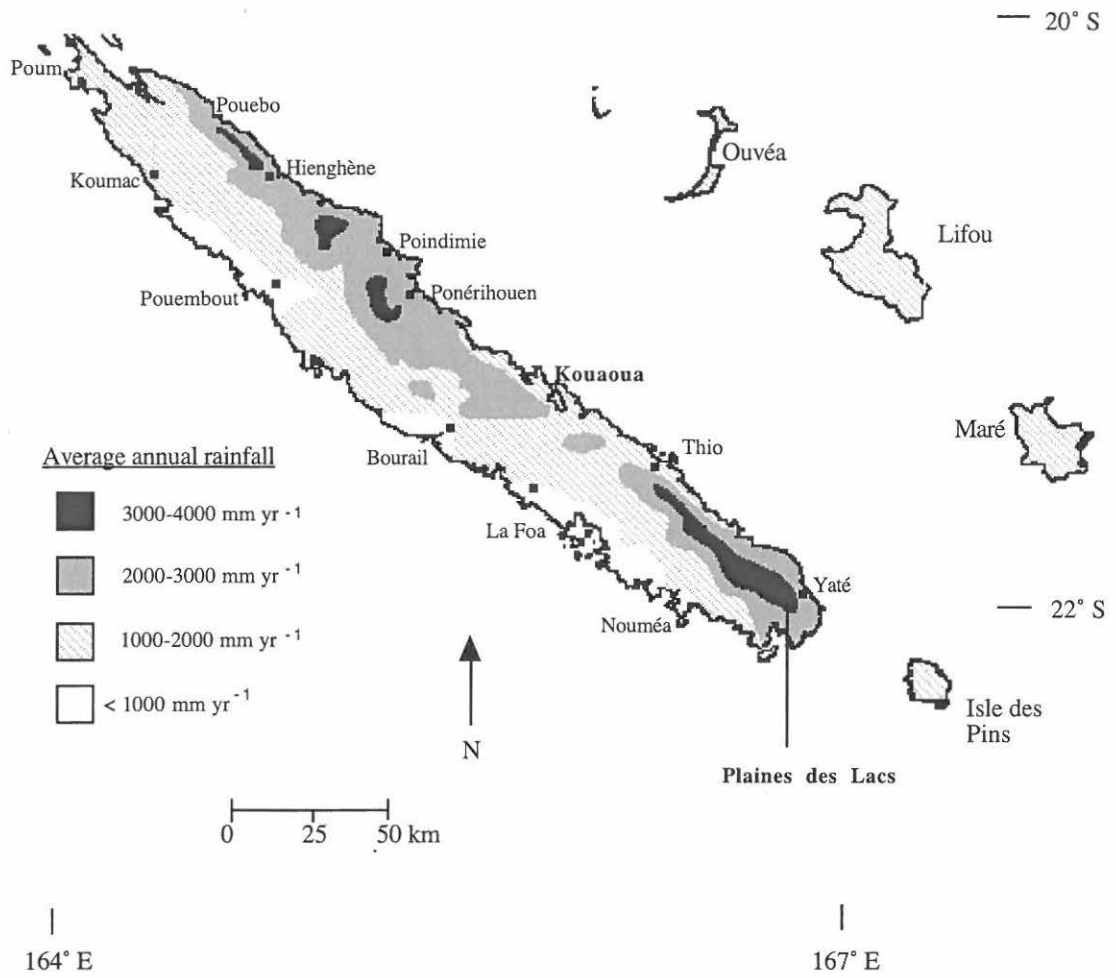 20° S
Poum
Pouebo
Ouvéa
Koumac
Hienghène
Lifou
Poindimie
Pouembout
Ponérihouen
Kouaoua
Maré
Average annual rainfall
Bourail
Thio
3000-4000 mm yr -1
La Foa
2000-3000 mm yr -1
Yaté
22° S
Nouméa
1000-2000 mm yr -1
< 1000 mm yr -1
Isle des
Pins
N
Plaines des Lacs
0 25 50 km
164° E
167° E